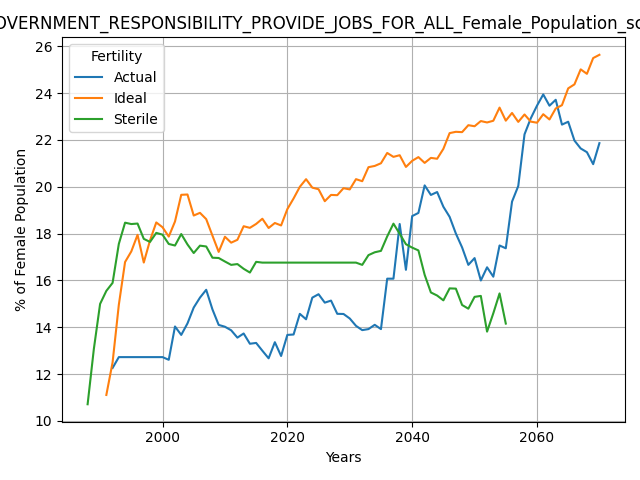 OVERNMENT_RESPONSIBILITY_PROVIDE_JOBS_FOR_ALL_Female_Population_so
Fertility
Actual
Ideal
Sterile
26
24
22
20
18
16
14
12
10
% of Female Population
2000
2020
2040
2060
Years